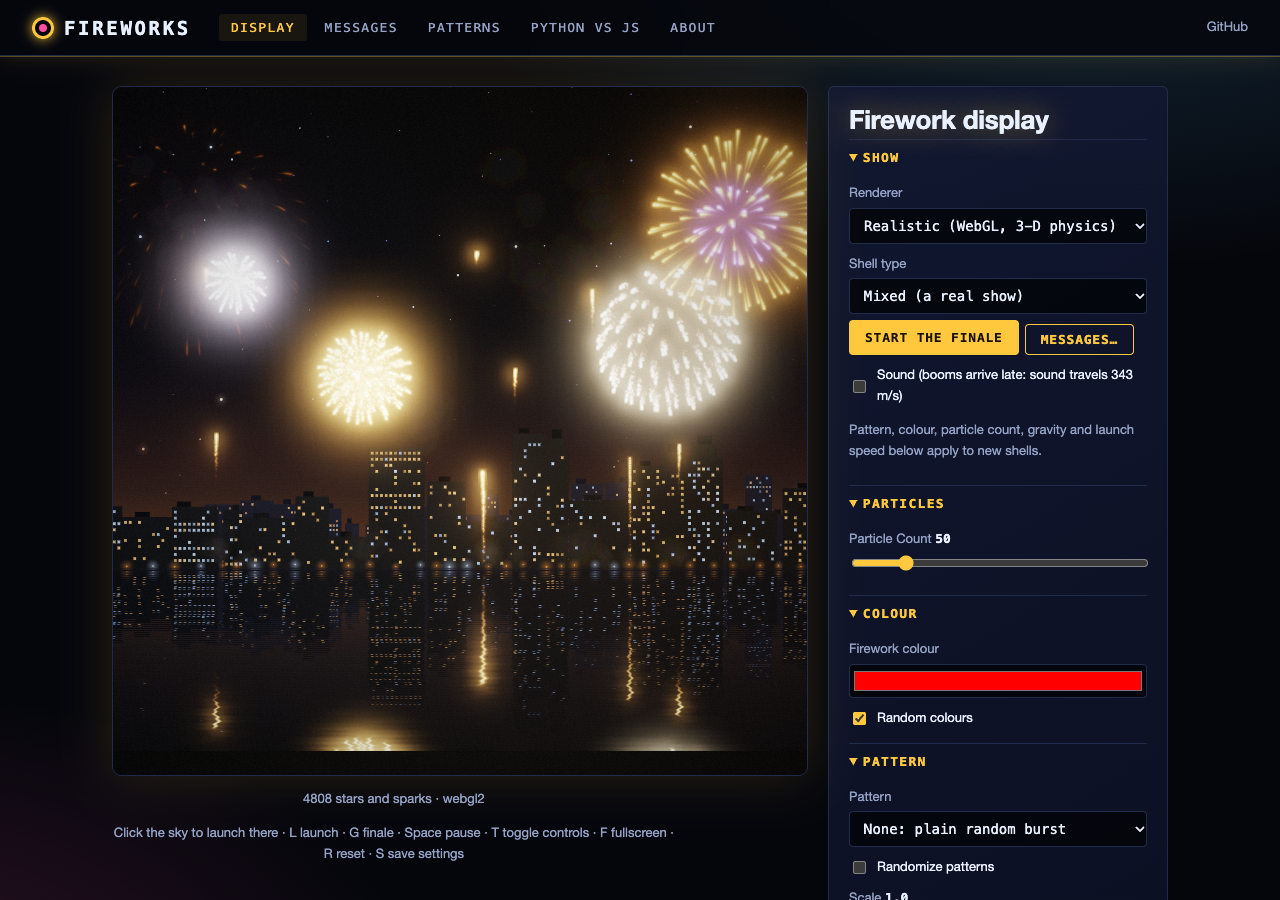 FIREWORKS
DISPLAY
MESSAGES
PATTERNS
PYTHON VS JS
ABOUT
GitHub
4808 stars and sparks · webgl2
Click the sky to launch there · L launch · G finale · Space pause · T toggle controls · F fullscreen ·
R reset · S save settings
Firework display
▼ SHOW
Renderer
Realistic (WebGL, 3-D physics)
Shell type
Mixed (a real show)
START THE FINALE
MESSAGES…
Sound (booms arrive late: sound travels 343
m/s)
Pattern, colour, particle count, gravity and launch
speed below apply to new shells.
▼ PARTICLES
Particle Count 50
▼ COLOUR
Firework colour
Random colours
▼ PATTERN
Pattern
None: plain random burst
Randomize patterns
Scale 1.0